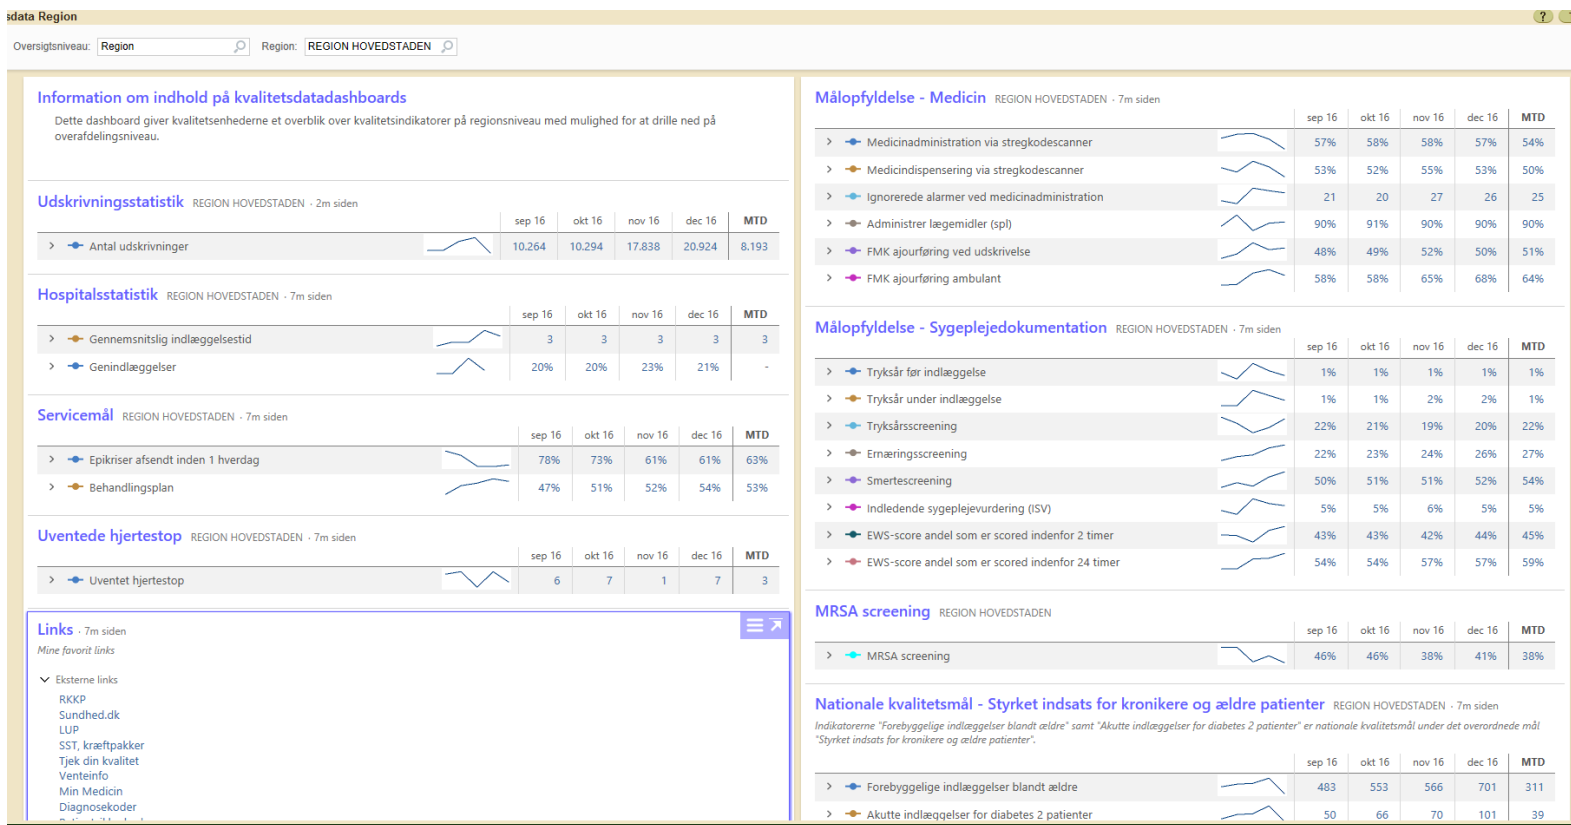 sdata Region
?
Oversigtsniveau: Region Region: REGION HOVEDSTADEN
Information om indhold på kvalitetsdatadashboards
Dette dashboard giver kvalitetsenhederne et overblik over kvalitetsindikatorer på regionsniveau med mulighed for at drille ned på
overafdelingsniveau.
Udskrivningsstatistik REGION HOVEDSTADEN · 2m siden
sep 16 okt 16 nov 16 dec 16 MTD
Antal udskrivninger 10.264 10.294 17.838 20.924 8.193
Hospitalsstatistik REGION HOVEDSTADEN · 7m siden
sep 16 okt 16 nov 16 dec 16 MTD
Gennemsnitslig indlæggelsestid 3 3 3 3 3
Genindlæggelser 20% 20% 23% 21% -
Servicemål REGION HOVEDSTADEN · 7m siden
sep 16 okt 16 nov 16 dec 16 MTD
Epikriser afsendt inden 1 hverdag 78% 73% 61% 61% 63%
Behandlingsplan 47% 51% 52% 54% 53%
Uventede hjertestop REGION HOVEDSTADEN · 7m siden
sep 16 okt 16 nov 16 dec 16 MTD
Uventet hjertestop 6 7 1 7 3
Links · 7m siden
Mine favorit links
Eksterne links
RKKP
Sundhed.dk
LUP
SST, kræftpakker
Tjek din kvalitet
Venteinfo
Min Medicin
Diagnosekoder
Målopfyldelse - Medicin REGION HOVEDSTADEN · 7m siden
sep 16 okt 16 nov 16 dec 16 MTD
Medicinadministration via stregkodescanner 57% 58% 58% 57% 54%
Medicindispensering via stregkodescanner 53% 52% 55% 53% 50%
Ignorerede alarmer ved medicinadministration 21 20 27 26 25
Administrer lægemidler (spl) 90% 91% 90% 90% 90%
FMK ajourføring ved udskrivelse 48% 49% 52% 50% 51%
FMK ajourføring ambulant 58% 58% 65% 68% 64%
Målopfyldelse - Sygeplejedokumentation REGION HOVEDSTADEN · 7m siden
sep 16 okt 16 nov 16 dec 16 MTD
Tryksår før indlæggelse 1% 1% 1% 1% 1%
Tryksår under indlæggelse 1% 1% 2% 2% 1%
Tryksårsscreening 22% 21% 19% 20% 22%
Ernæringsscreening 22% 23% 24% 26% 27%
Smertescreening 50% 51% 51% 52% 54%
Indledende sygeplejevurdering (ISV) 5% 5% 6% 5% 5%
EWS-score andel som er scored indenfor 2 timer 43% 43% 42% 44% 45%
EWS-score andel som er scored indenfor 24 timer 54% 54% 57% 57% 59%
MRSA screening REGION HOVEDSTADEN
sep 16 okt 16 nov 16 dec 16 MTD
MRSA screening 46% 46% 38% 41% 38%
Nationale kvalitetsmål - Styrket indsats for kronikere og ældre patienter REGION HOVEDSTADEN · 7m siden
Indikatorerne "Forebyggelige indlæggelser blandt ældre" samt "Akutte indlæggelser for diabetes 2 patienter" er nationale kvalitetsmål under det overordnede mål
"Styrket indsats for kronikere og ældre patienter".
sep 16 okt 16 nov 16 dec 16 MTD
Forebyggelige indlæggelser blandt ældre 483 553 566 701 311
Akutte indlæggelser for diabetes 2 patienter 50 66 70 101 39